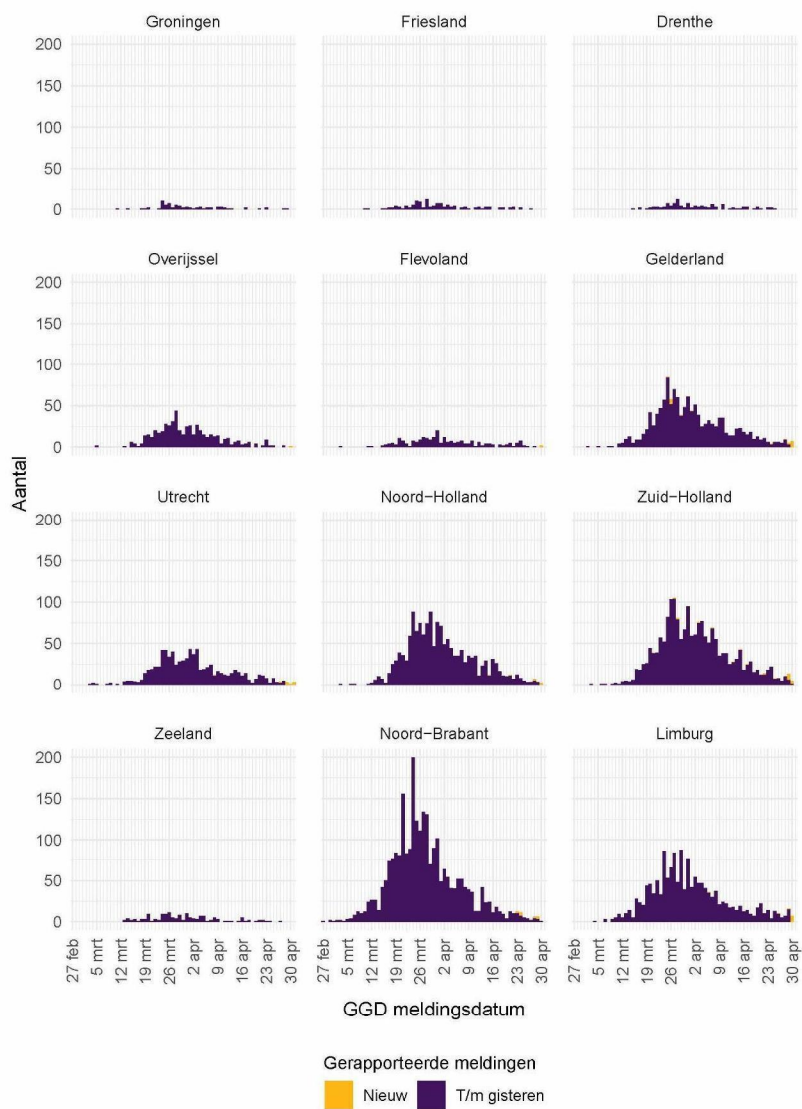 Groningen Friesland Drenthe
200
150
100
50
0
Overijssel Flevoland Gelderland
200
150
100
50
0
Aantal
Utrecht Noord-Holland Zuid-Holland
200
150
100
50
0
Zeeland Noord-Brabant Limburg
200
150
100
50
0
27 feb 5 mrt 12 mrt 19 mrt 26 mrt 2 apr 9 apr 16 apr 23 apr 30 apr 27 feb 5 mrt 12 mrt 19 mrt 26 mrt 2 apr 9 apr 16 apr 23 apr 30 apr 27 feb 5 mrt 12 mrt 19 mrt 26 mrt 2 apr 9 apr 16 apr 23 apr 30 apr
GGD meldingsdatum
Gerapporteerde meldingen
Nieuw T/m gisteren